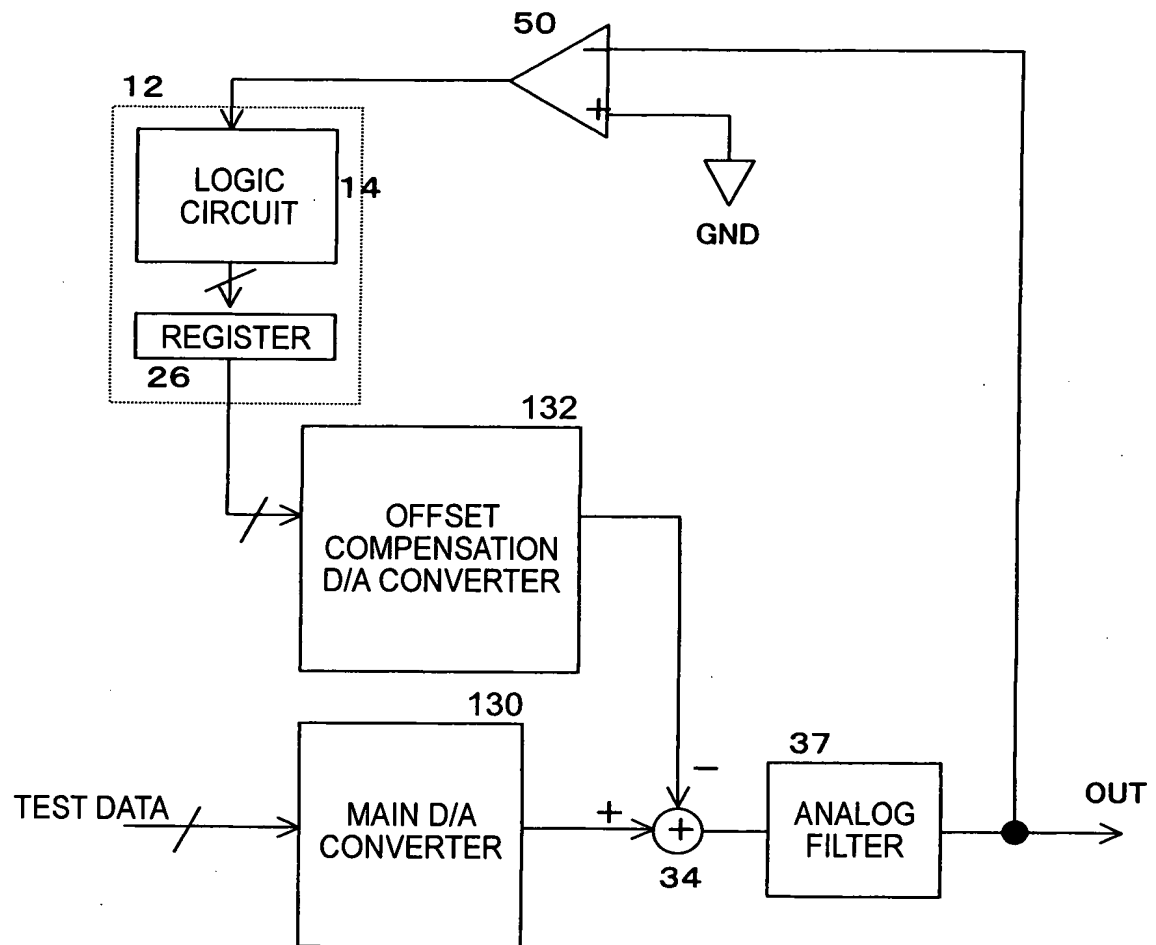 50
−
+
GND
12
LOGIC
CIRCUIT
14
REGISTER
26
132
OFFSET
COMPENSATION
D/A CONVERTER
130
TEST DATA
MAIN D/A
CONVERTER
+
−
+
34
37
ANALOG
FILTER
OUT